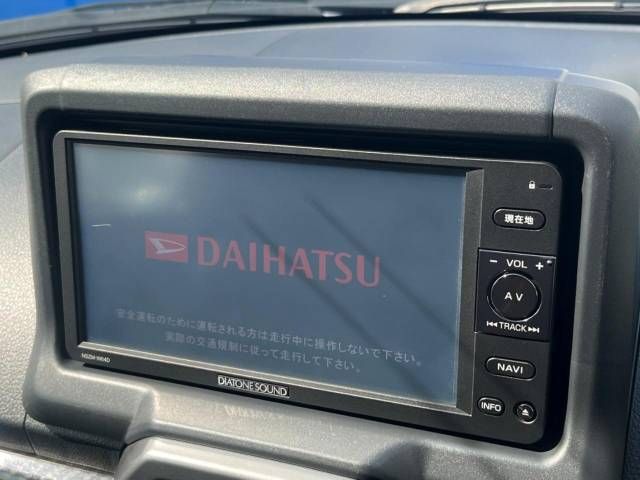 現在地
− VOL +
AV
TRACK
DAIHATSU
安全運転のために運転される方は走行中に操作しないで下さい。
実際の交通規制に従って走行して下さい。
NAVI
INFO
DIATONE SOUND